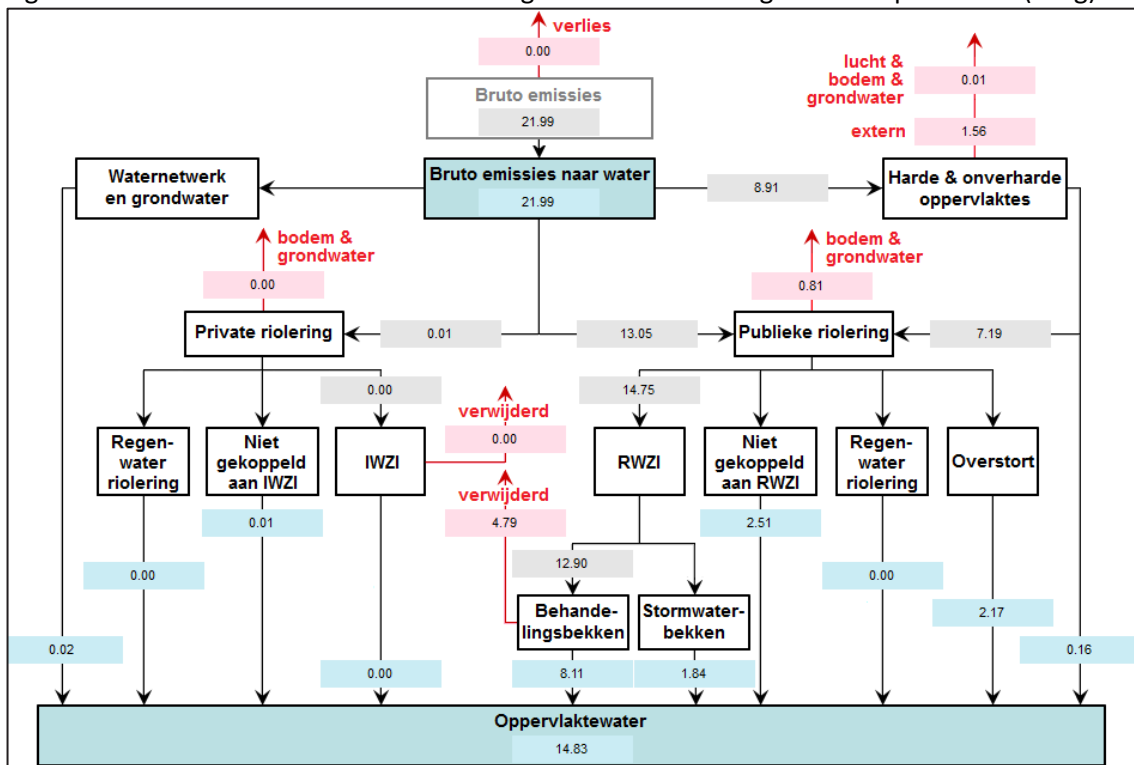 verlies
0.00
Bruto emissies
21.99
lucht &
bodem &
grondwater
0.01
extern
1.56
Waternetwerk
en grondwater
Bruto emissies naar water
21.99
8.91
Harde & onverharde
oppervlaktes
bodem &
grondwater
0.00
bodem &
grondwater
0.81
Private riolering
0.01
13.05
Publieke riolering
7.19
0.00
14.75
verwijderd
0.00
Regen-
water
riolering
Niet
gekoppeld
aan IWZI
IWZI
RWZI
Niet
gekoppeld
aan RWZI
Regen-
water
riolering
Overstort
verwijderd
4.79
0.01
2.51
0.00
12.90
0.00
Behande-
lingsbekken
Stormwater-
bekken
2.17
0.02
0.00
8.11
1.84
0.16
Oppervlaktewater
14.83